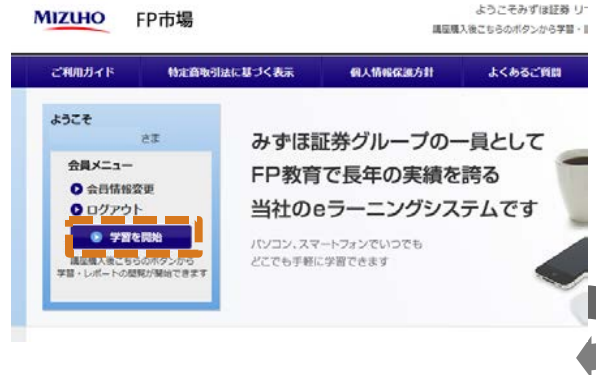 MIZUHO FP市場
ようこそみずほ証券
講座購入後こちらのボタンから学習・
ご利用ガイド 特定商取引法に基づく表示 個人情報保護方針 よくあるご質問
ようこそ
さま
会員メニュー
会員情報変更
ログアウト
学習を開始
講座購入後こちらのボタンから
学習・レポートの閲覧が開始できます
みずほ証券グループの一員として
FP教育で長年の実績を誇る
当社のeラーニングシステムです
パソコン、スマートフォンでいつでも
どこでも手軽に学習できます